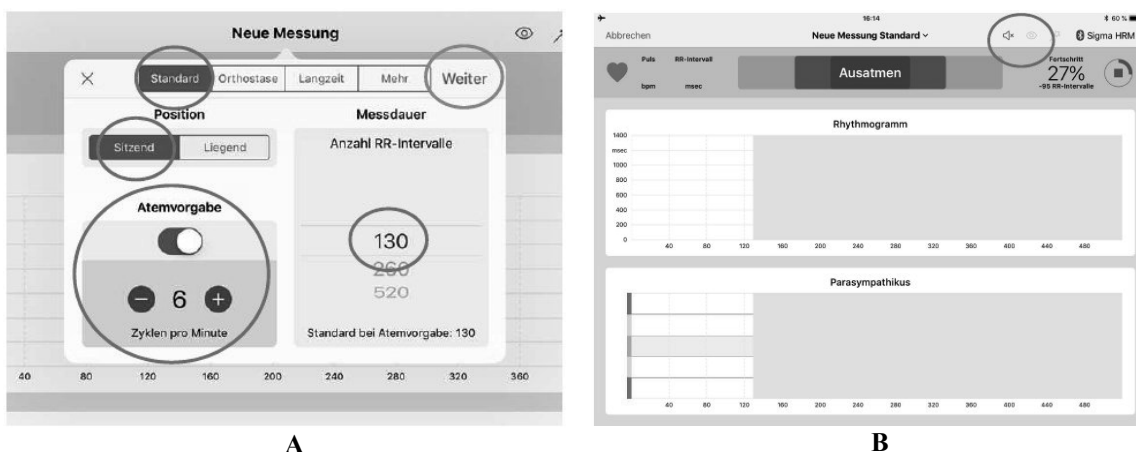 Neue Messung
Standard Orthostase Langzeit Mehr Weiter
Position
Sitzend Liegend
Atemvorgabe
6
Zyklen pro Minute
Messdauer
Anzahl RR-Intervalle
130
260
520
Standard bei Atemvorgabe: 130
40 80 120 160 200 240 280 320 360
A
16:14 60 %
Abbrechen Neue Messung Standard Sigma HRM
Puls RR-Intervall
bpm msec
Ausatmen
Fortschritt
27%
~95 RR-Intervalle
Rhythmogramm
1400
msec
1000
800
600
400
200
0
40 80 120 160 200 240 280 320 360 400 440 480
Parasympathikus
40 80 120 160 200 240 280 320 360 400 440 480
B